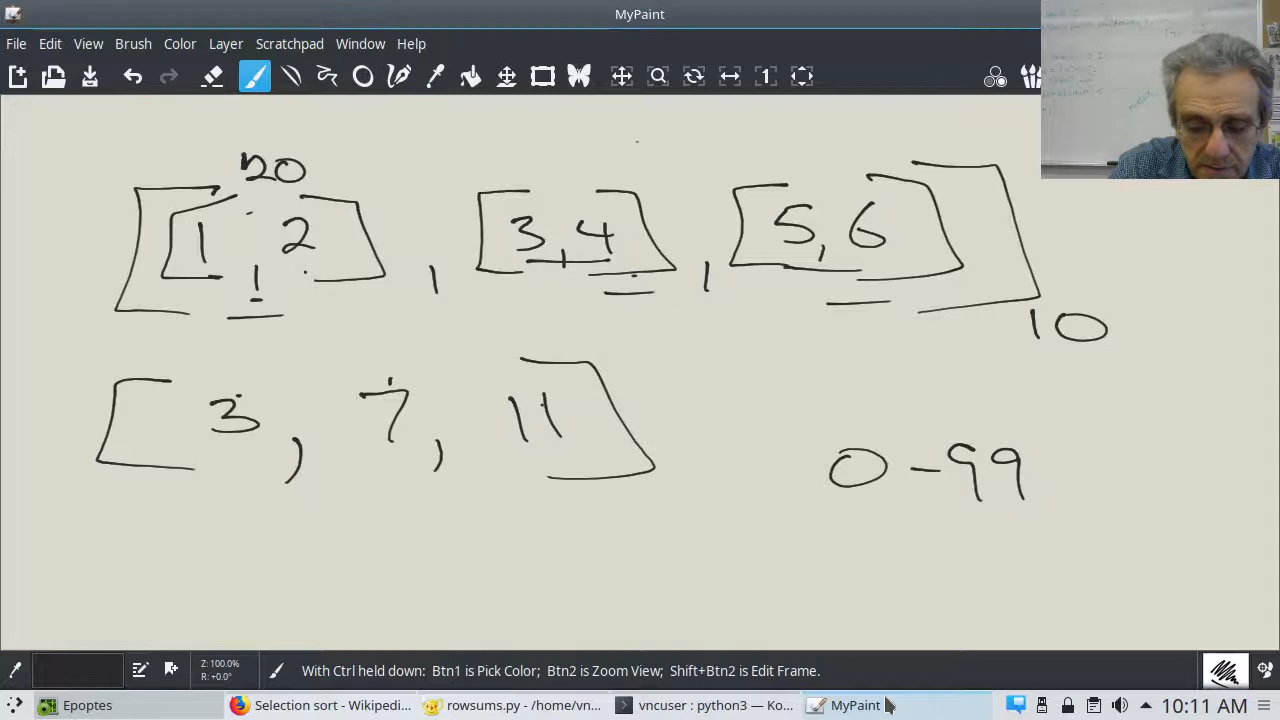 MyPaint
File Edit View Brush Color Layer Scratchpad Window Help
20
[[1, 2], [3,4], [5,6]]
10
[3, 7, 11]
0-99
Z: 100.0%
R: +0.0°
With Ctrl held down: Btn1 is Pick Color; Btn2 is Zoom View; Shift+Btn2 is Edit Frame.
Epoptes Selection sort - Wikipedi... rowsums.py - /home/vn... vncuser : python3 — Ko... MyPaint 10:11 AM